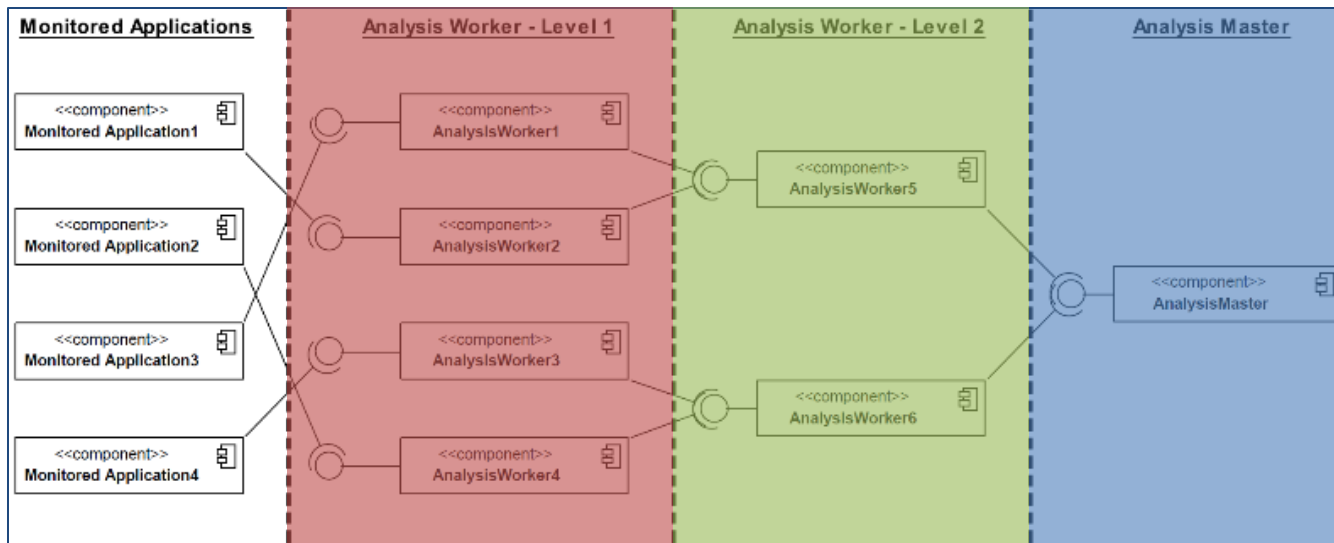 Monitored Applications
Analysis Worker - Level 1
Analysis Worker - Level 2
Analysis Master
<<component>>
Monitored Application1
<<component>>
Monitored Application2
<<component>>
Monitored Application3
<<component>>
Monitored Application4
<<component>>
AnalysisWorker1
<<component>>
AnalysisWorker2
<<component>>
AnalysisWorker3
<<component>>
AnalysisWorker4
<<component>>
AnalysisWorker5
<<component>>
AnalysisWorker6
<<component>>
AnalysisMaster